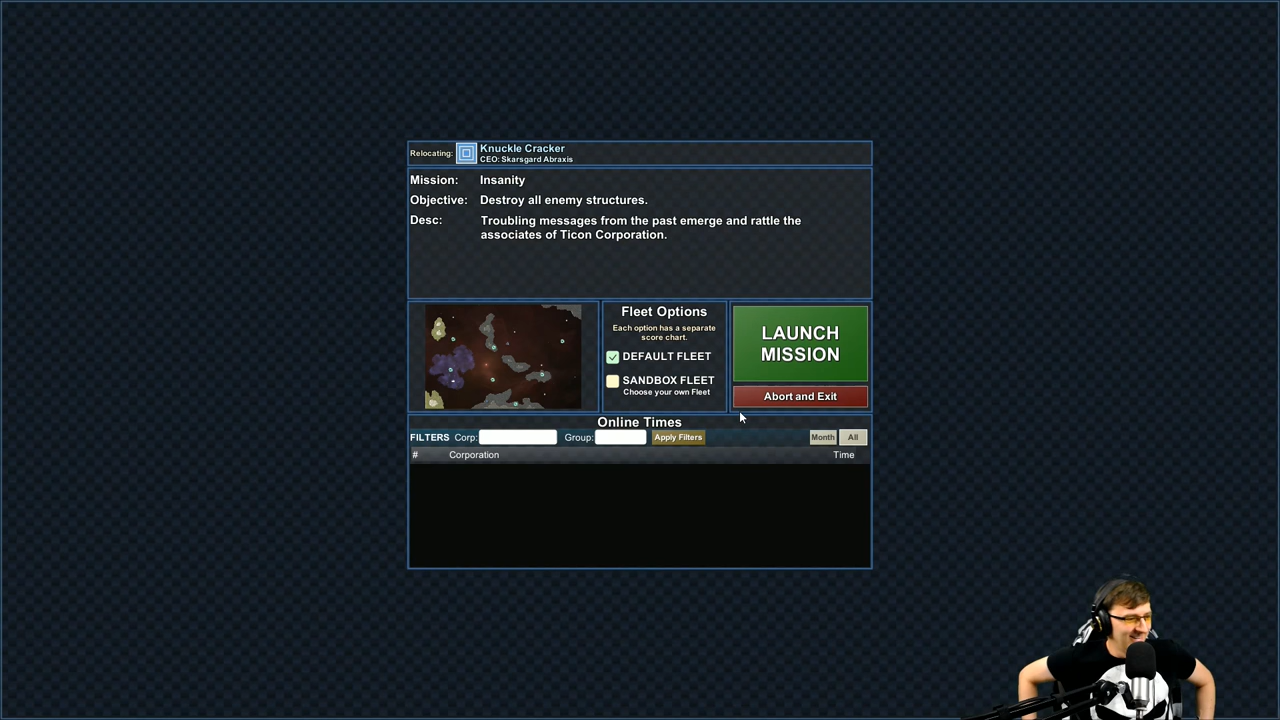 Relocating:
Knuckle Cracker
CEO: Skarsgard Abraxis
Mission: Insanity
Objective: Destroy all enemy structures.
Desc: Troubling messages from the past emerge and rattle the
associates of Ticon Corporation.
Fleet Options
Each option has a separate
score chart.
DEFAULT FLEET
SANDBOX FLEET
Choose your own Fleet
LAUNCH
MISSION
Abort and Exit
Online Times
FILTERS Corp: Group: Apply Filters Month All
# Corporation Time